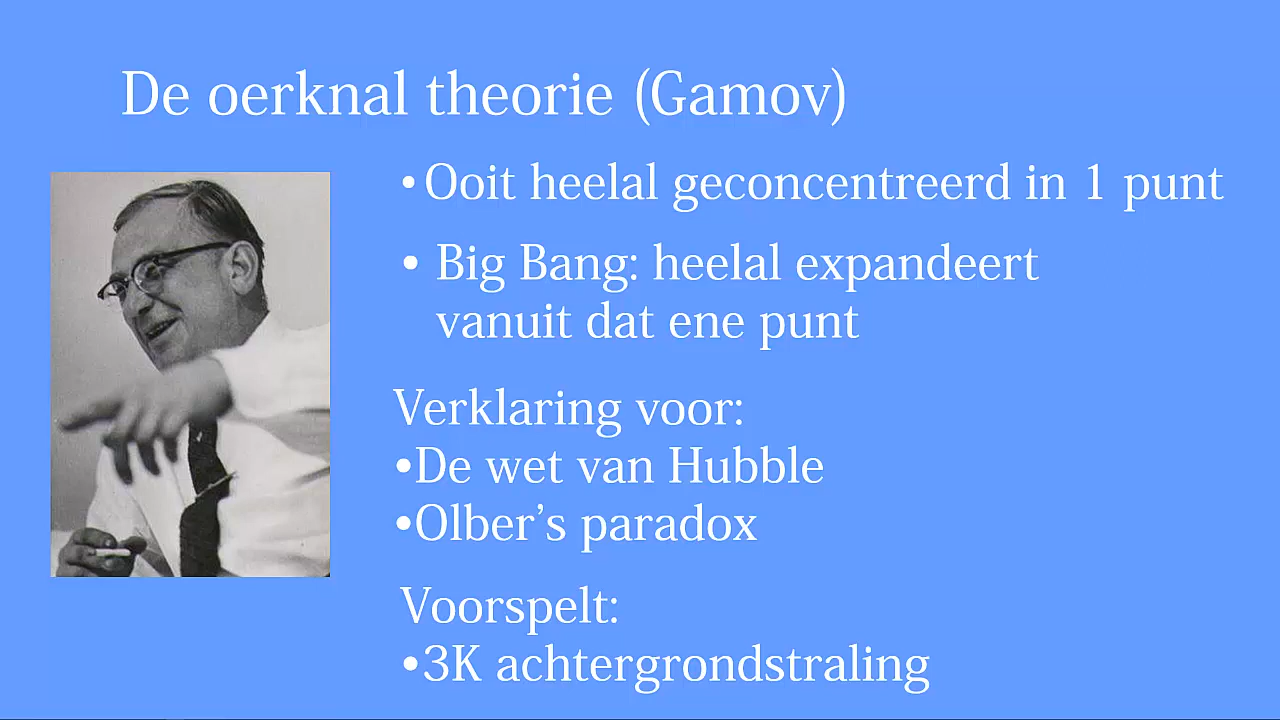 De oerknal theorie (Gamov)
•Ooit heelal geconcentreerd in 1 punt
• Big Bang: heelal expandeert
vanuit dat ene punt
Verklaring voor:
•De wet van Hubble
•Olber’s paradox
Voorspelt:
•3K achtergrondstraling